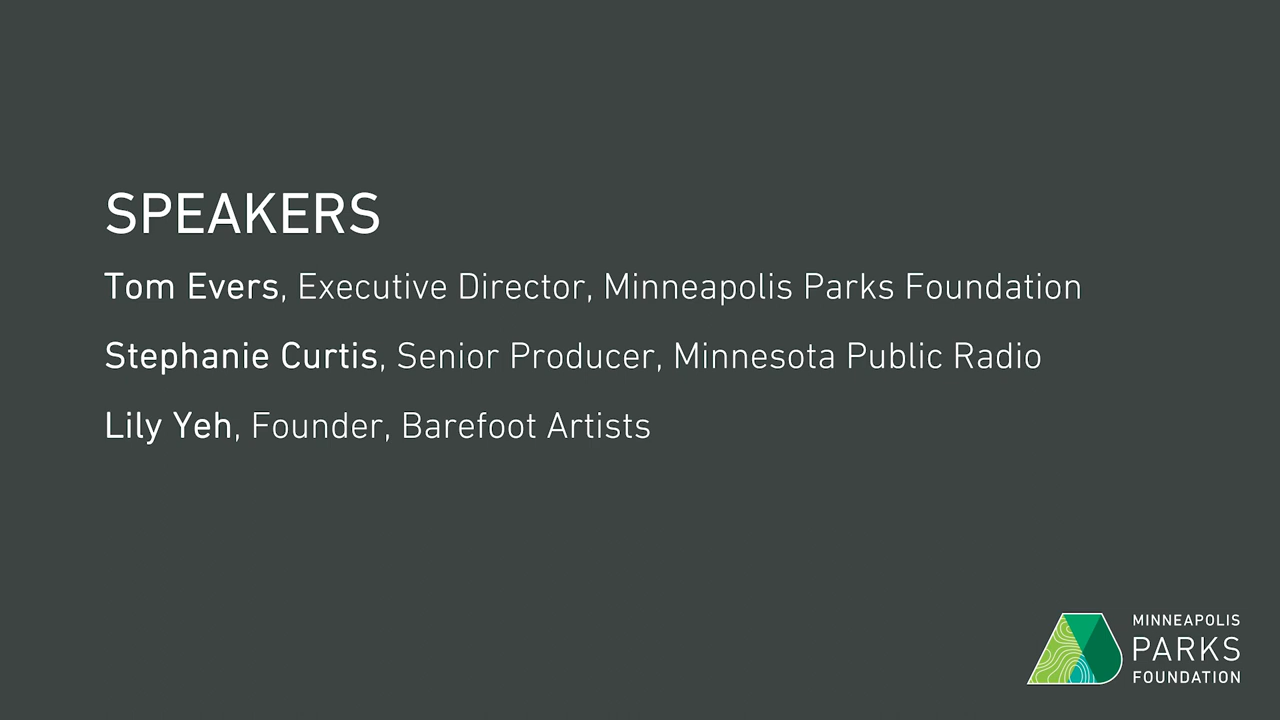 SPEAKERS
Tom Evers, Executive Director, Minneapolis Parks Foundation
Stephanie Curtis, Senior Producer, Minnesota Public Radio
Lily Yeh, Founder, Barefoot Artists
MINNEAPOLIS
PARKS
FOUNDATION